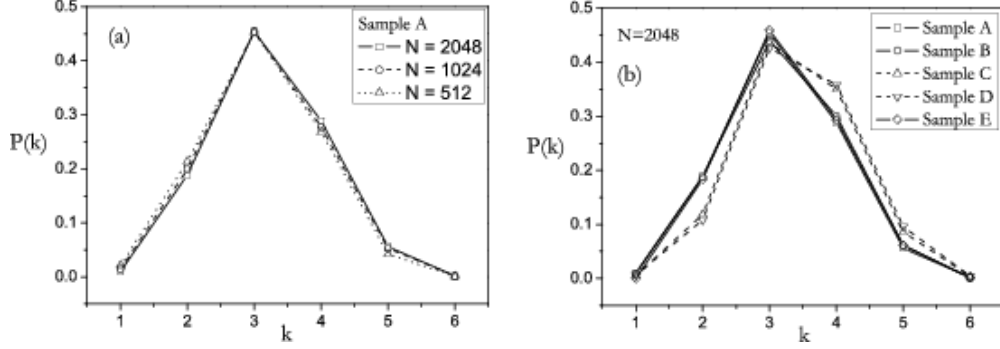 (a)
Sample A
N = 2048
N = 1024
N = 512
P(k)
0.5
0.4
0.3
0.2
0.1
0.0
1 2 3 4 5 6
k
N=2048
(b)
Sample A
Sample B
Sample C
Sample D
Sample E
P(k)
0.5
0.4
0.3
0.2
0.1
0.0
1 2 3 4 5 6
k